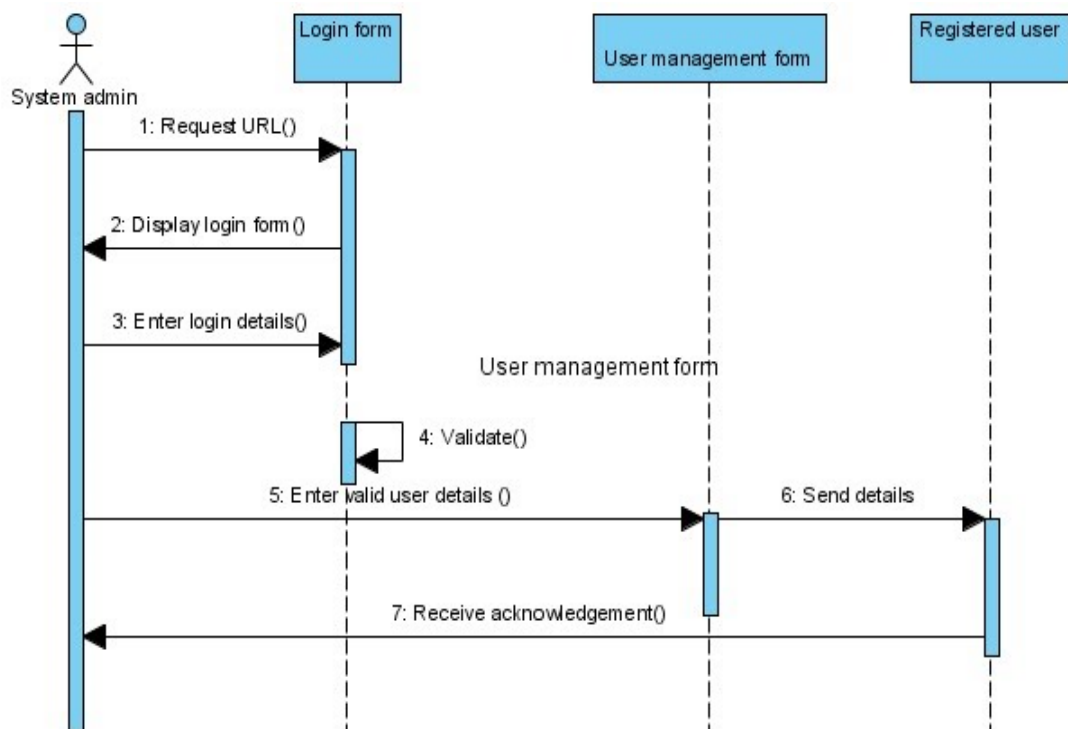 Login form
User management form
Registered user
System admin
1: Request URL()
2: Display login form()
3: Enter login details()
User management form
4: Validate()
5: Enter valid user details ()
6: Send details
7: Receive acknowledgement()